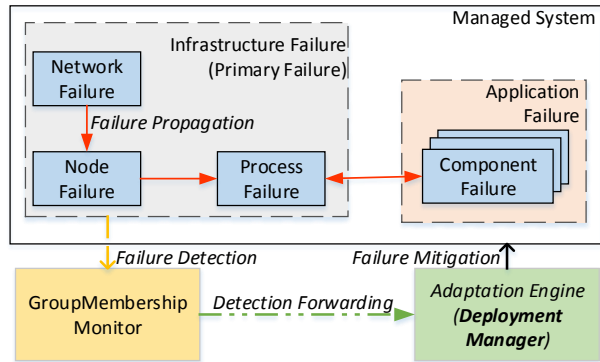 Managed System
Infrastructure Failure
(Primary Failure)
Network
Failure
Application
Failure
Failure Propagation
Node
Failure
Process
Failure
Component
Failure
Failure Detection
Failure Mitigation
GroupMembership
Monitor
Detection Forwarding
Adaptation Engine
(Deployment
Manager)